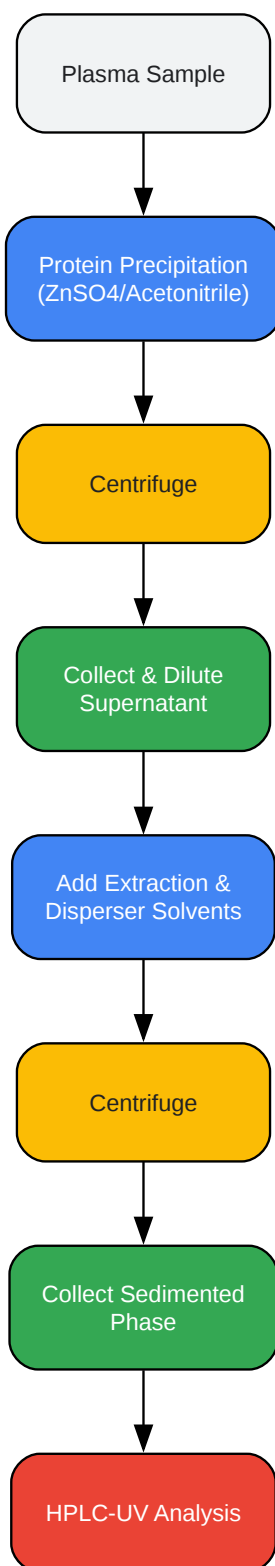 Plasma Sample
Protein Precipitation
(ZnSO4/Acetonitrile)
Centrifuge
Collect & Dilute
Supernatant
Add Extraction &
Disperser Solvents
Centrifuge
Collect Sedimented
Phase
HPLC-UV Analysis